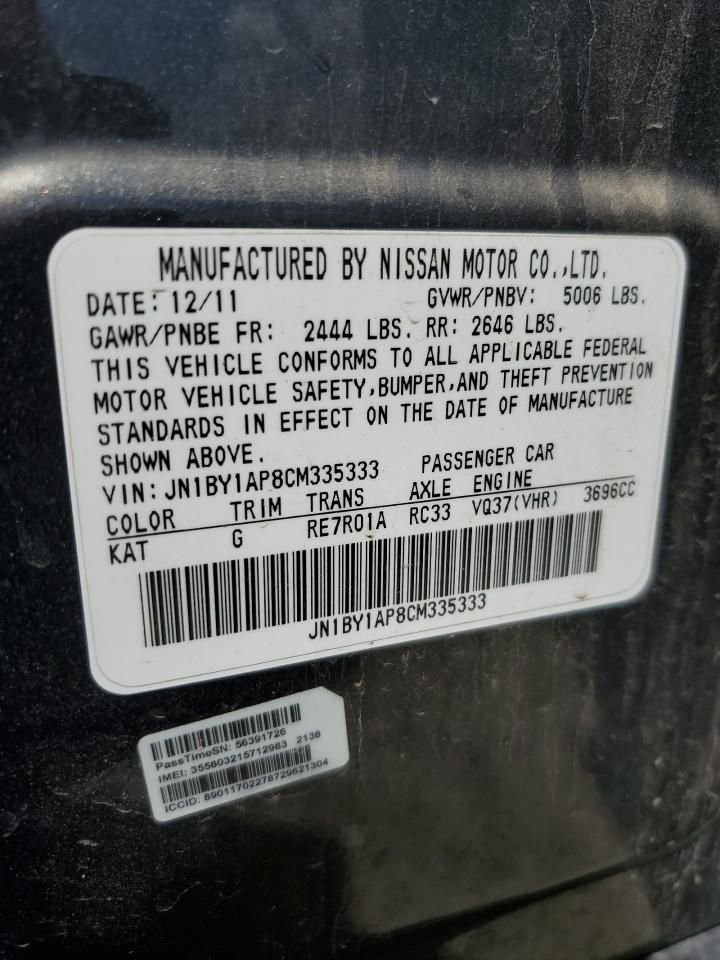 MANUFACTURED BY NISSAN MOTOR CO.,LTD.
DATE: 12/11 GVWR/PNBV: 5006 LBS.
GAWR/PNBE FR: 2444 LBS. RR: 2646 LBS.
THIS VEHICLE CONFORMS TO ALL APPLICABLE FEDERAL
MOTOR VEHICLE SAFETY,BUMPER,AND THEFT PREVENTION
STANDARDS IN EFFECT ON THE DATE OF MANUFACTURE
SHOWN ABOVE.
VIN: JN1BY1AP8CM335333 PASSENGER CAR
COLOR TRIM TRANS AXLE ENGINE
KAT G RE7R01A RC33 VQ37(VHR) 3696CC
JN1BY1AP8CM335333
PassTimeSN: 56391726
IMEI: 355803215712983 2138
ICCID: 89011702278729621304